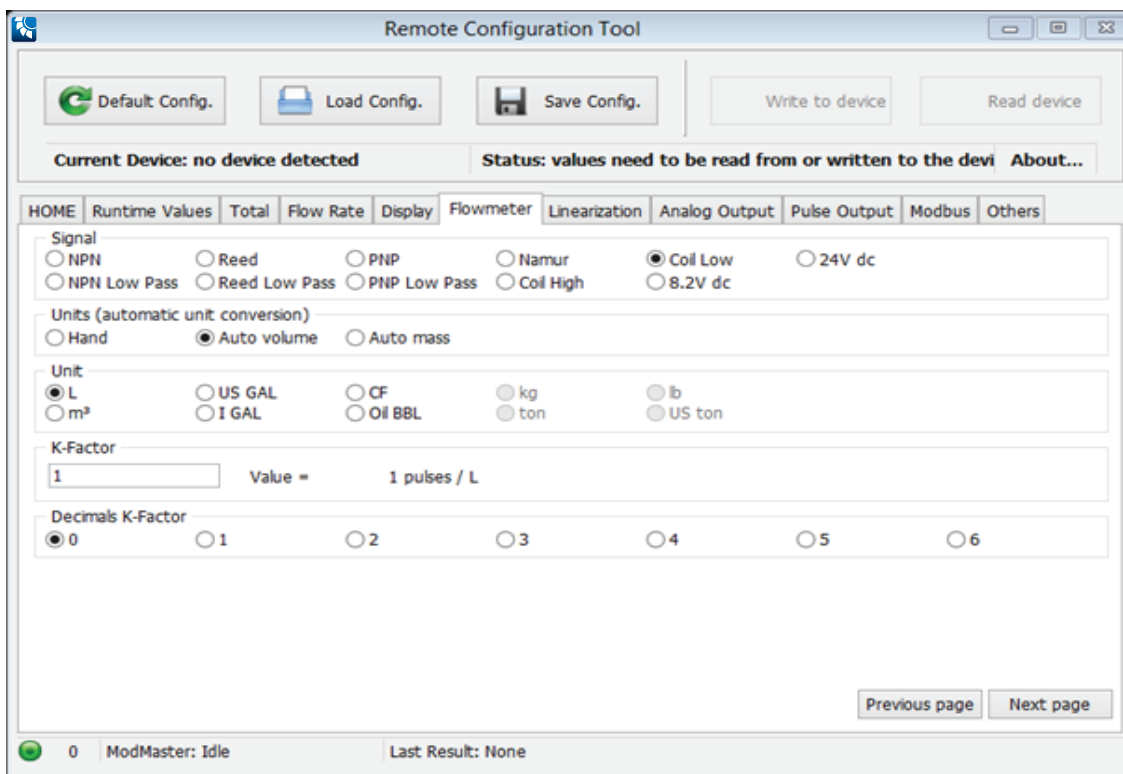 Remote Configuration Tool
Default Config. Load Config. Save Config. Write to device Read device
Current Device: no device detected Status: values need to be read from or written to the devi About...
HOME Runtime Values Total Flow Rate Display Flowmeter Linearization Analog Output Pulse Output Modbus Others
Signal
NPN Reed PNP Namur Coil Low 24V dc
NPN Low Pass Reed Low Pass PNP Low Pass Coil High 8.2V dc
Units (automatic unit conversion)
Hand Auto volume Auto mass
Unit
L US GAL CF kg lb
m³ I GAL Oil BBL ton US ton
K-Factor
1 Value = 1 pulses / L
Decimals K-Factor
0 1 2 3 4 5 6
Previous page Next page
0 ModMaster: Idle Last Result: None